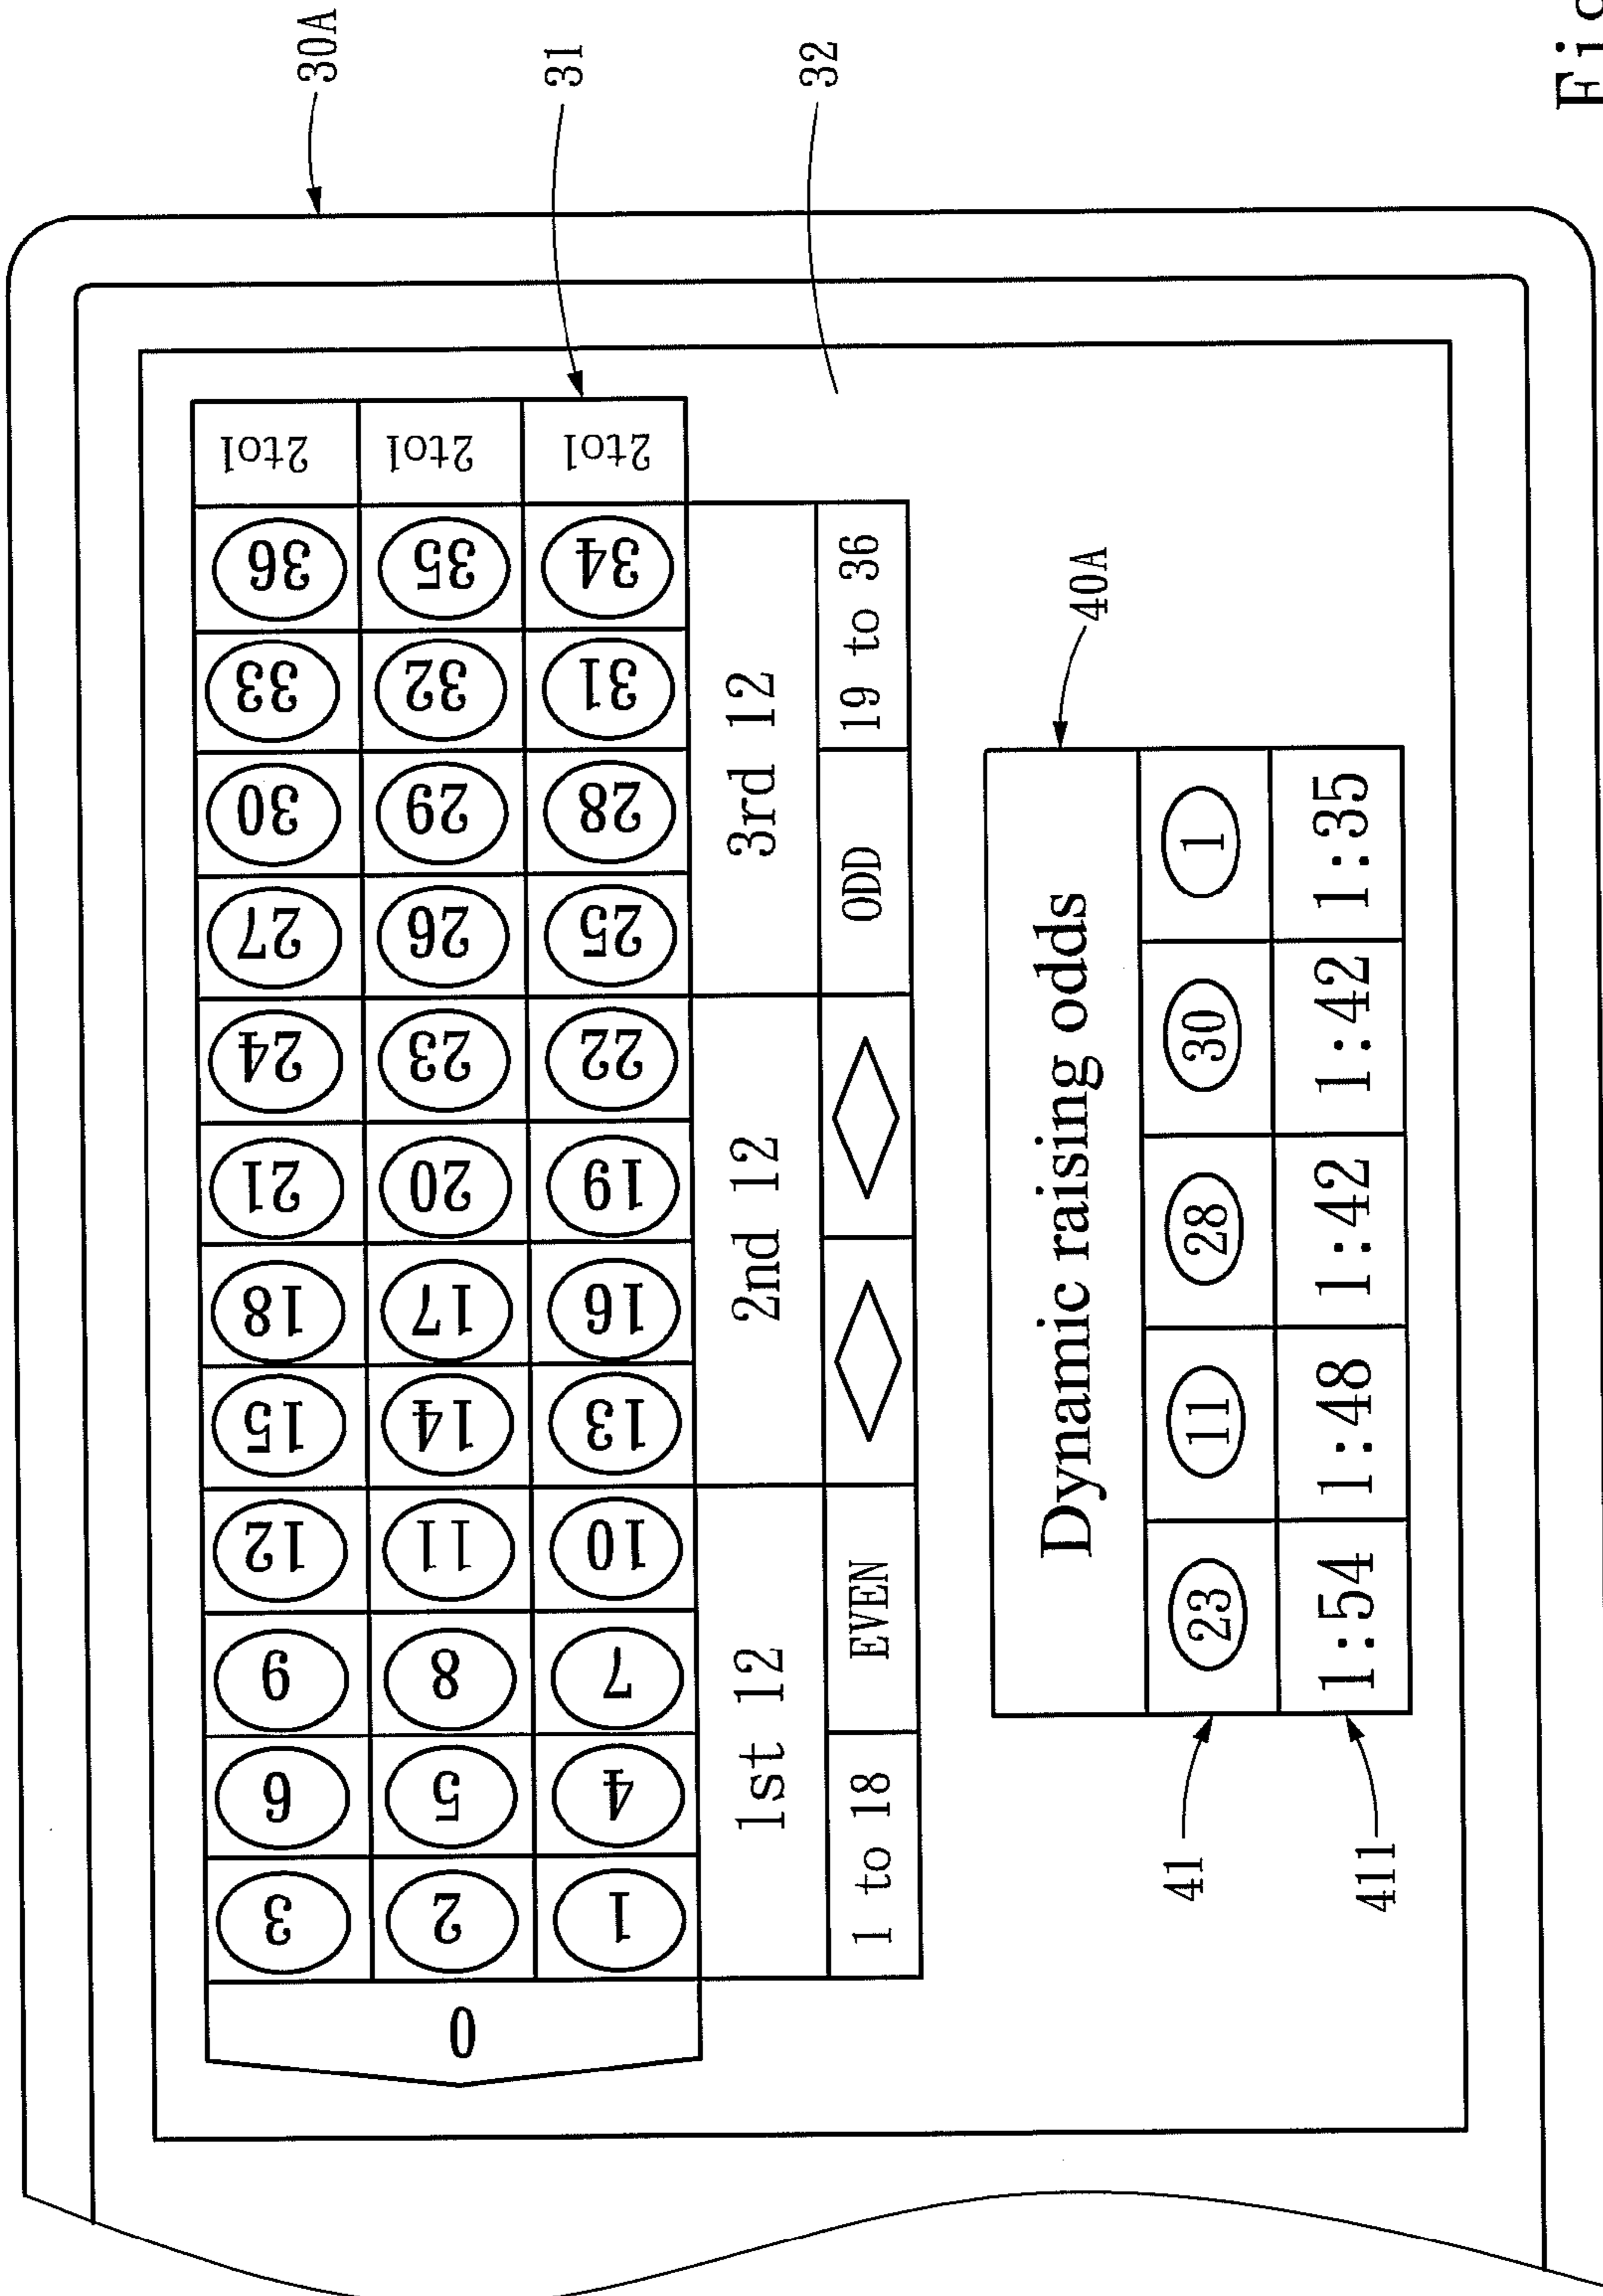 30A
31
32
3 6 9 12 15 18 21 24 27 30 33 36 2to1
0 2 5 8 11 14 17 20 23 26 29 32 35 2to1
1 4 7 10 13 16 19 22 25 28 31 34 2to1
1st 12 2nd 12 3rd 12
1 to 18 EVEN ODD 19 to 36
40A
Dynamic raising odds
41 23 11 28 30 1
411 1:54 1:48 1:42 1:42 1:35